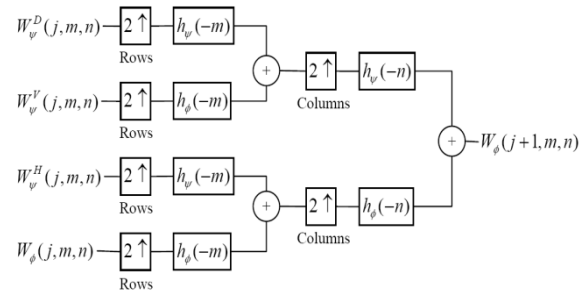 W_ψ^D(j,m,n) 2↑ h_ψ(−m)
Rows
2↑ h_ψ(−n)
Columns
W_ψ^V(j,m,n) 2↑ h_ϕ(−m)
Rows
+
+
W_ϕ(j+1,m,n)
W_ψ^H(j,m,n) 2↑ h_ψ(−m)
Rows
+
2↑ h_ϕ(−n)
Columns
W_ϕ(j,m,n) 2↑ h_ϕ(−m)
Rows